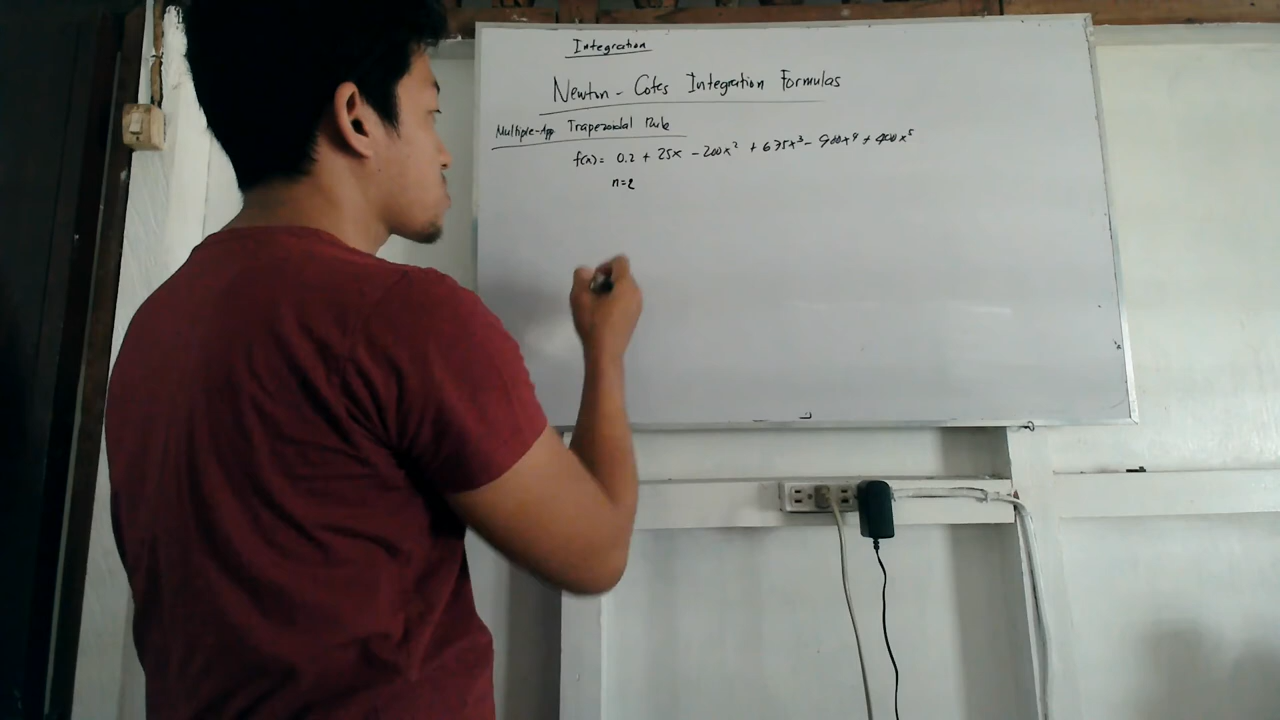 Integration
Newton - Cotes Integration Formulas
Multiple-App Trapezoidal Rule
f(x) = 0.2 + 25x - 200x² + 675x³ - 900x⁴ + 400x⁵
n=2